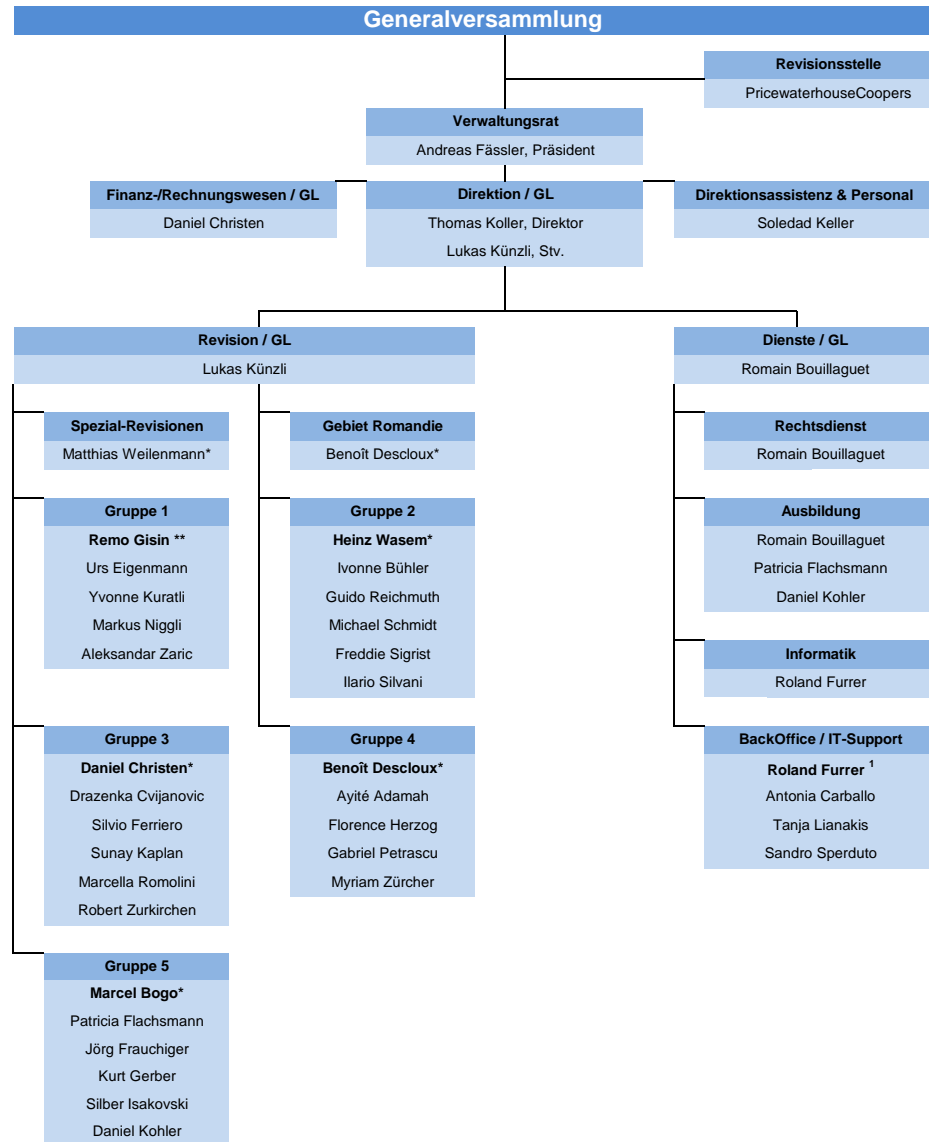 Generalversammlung
Revisionsstelle
PricewaterhouseCoopers
Verwaltungsrat
Andreas Fässler, Präsident
Finanz-/Rechnungswesen / GL
Daniel Christen
Direktion / GL
Thomas Koller, Direktor
Lukas Künzli, Stv.
Direktionsassistenz & Personal
Soledad Keller
Revision / GL
Lukas Künzli
Dienste / GL
Romain Bouillaguet
Spezial-Revisionen
Matthias Weilenmann*
Gebiet Romandie
Benoît Descloux*
Rechtsdienst
Romain Bouillaguet
Gruppe 1
Remo Gisin **
Urs Eigenmann
Yvonne Kuratli
Markus Niggli
Aleksandar Zaric
Gruppe 2
Heinz Wasem*
Ivonne Bühler
Guido Reichmuth
Michael Schmidt
Freddie Sigrist
Ilario Silvani
Ausbildung
Romain Bouillaguet
Patricia Flachsmann
Daniel Kohler
Informatik
Roland Furrer
Gruppe 3
Daniel Christen*
Drazenka Cvijanovic
Silvio Ferriero
Sunay Kaplan
Marcella Romolini
Robert Zurkirchen
Gruppe 4
Benoît Descloux*
Ayité Adamah
Florence Herzog
Gabriel Petrascu
Myriam Zürcher
BackOffice / IT-Support
Roland Furrer ¹
Antonia Carballo
Tanja Lianakis
Sandro Sperduto
Gruppe 5
Marcel Bogo*
Patricia Flachsmann
Jörg Frauchiger
Kurt Gerber
Silber Isakovski
Daniel Kohler